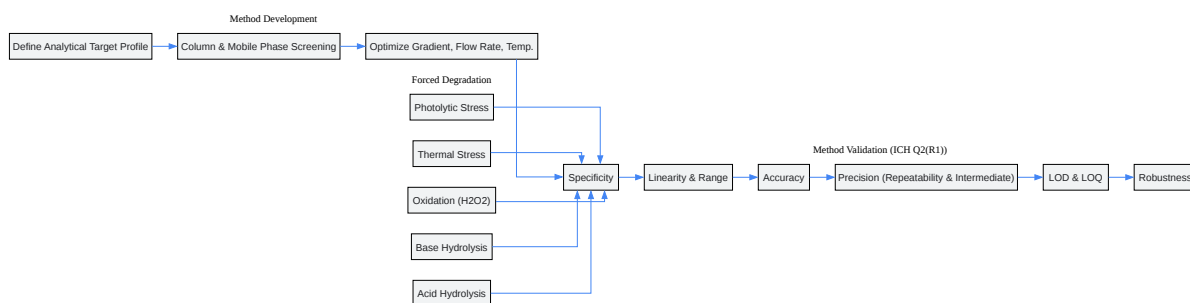 Method Development
Define Analytical Target Profile
Column & Mobile Phase Screening
Optimize Gradient, Flow Rate, Temp.
Forced Degradation
Photolytic Stress
Thermal Stress
Oxidation (H2O2)
Base Hydrolysis
Acid Hydrolysis
Method Validation (ICH Q2(R1))
Specificity
Linearity & Range
Accuracy
Precision (Repeatability & Intermediate)
LOD & LOQ
Robustness